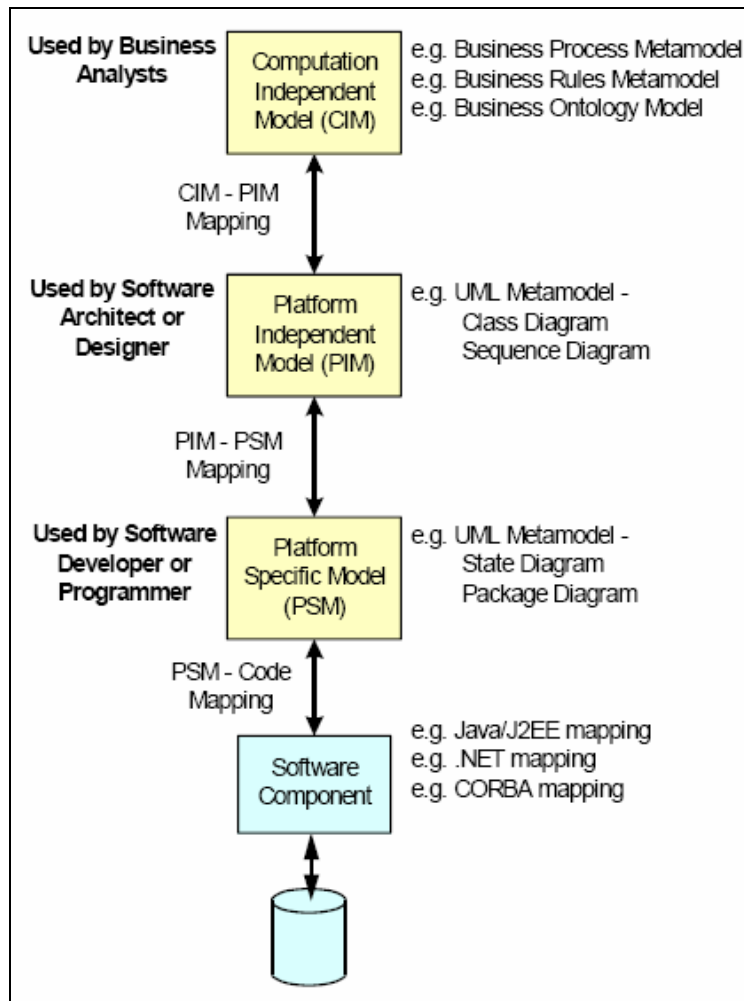 Used by Business
Analysts
Computation
Independent
Model (CIM)
e.g. Business Process Metamodel
e.g. Business Rules Metamodel
e.g. Business Ontology Model
CIM - PIM
Mapping
Used by Software
Architect or
Designer
Platform
Independent
Model (PIM)
e.g. UML Metamodel -
Class Diagram
Sequence Diagram
PIM - PSM
Mapping
Used by Software
Developer or
Programmer
Platform
Specific Model
(PSM)
e.g. UML Metamodel -
State Diagram
Package Diagram
PSM - Code
Mapping
Software
Component
e.g. Java/J2EE mapping
e.g. .NET mapping
e.g. CORBA mapping